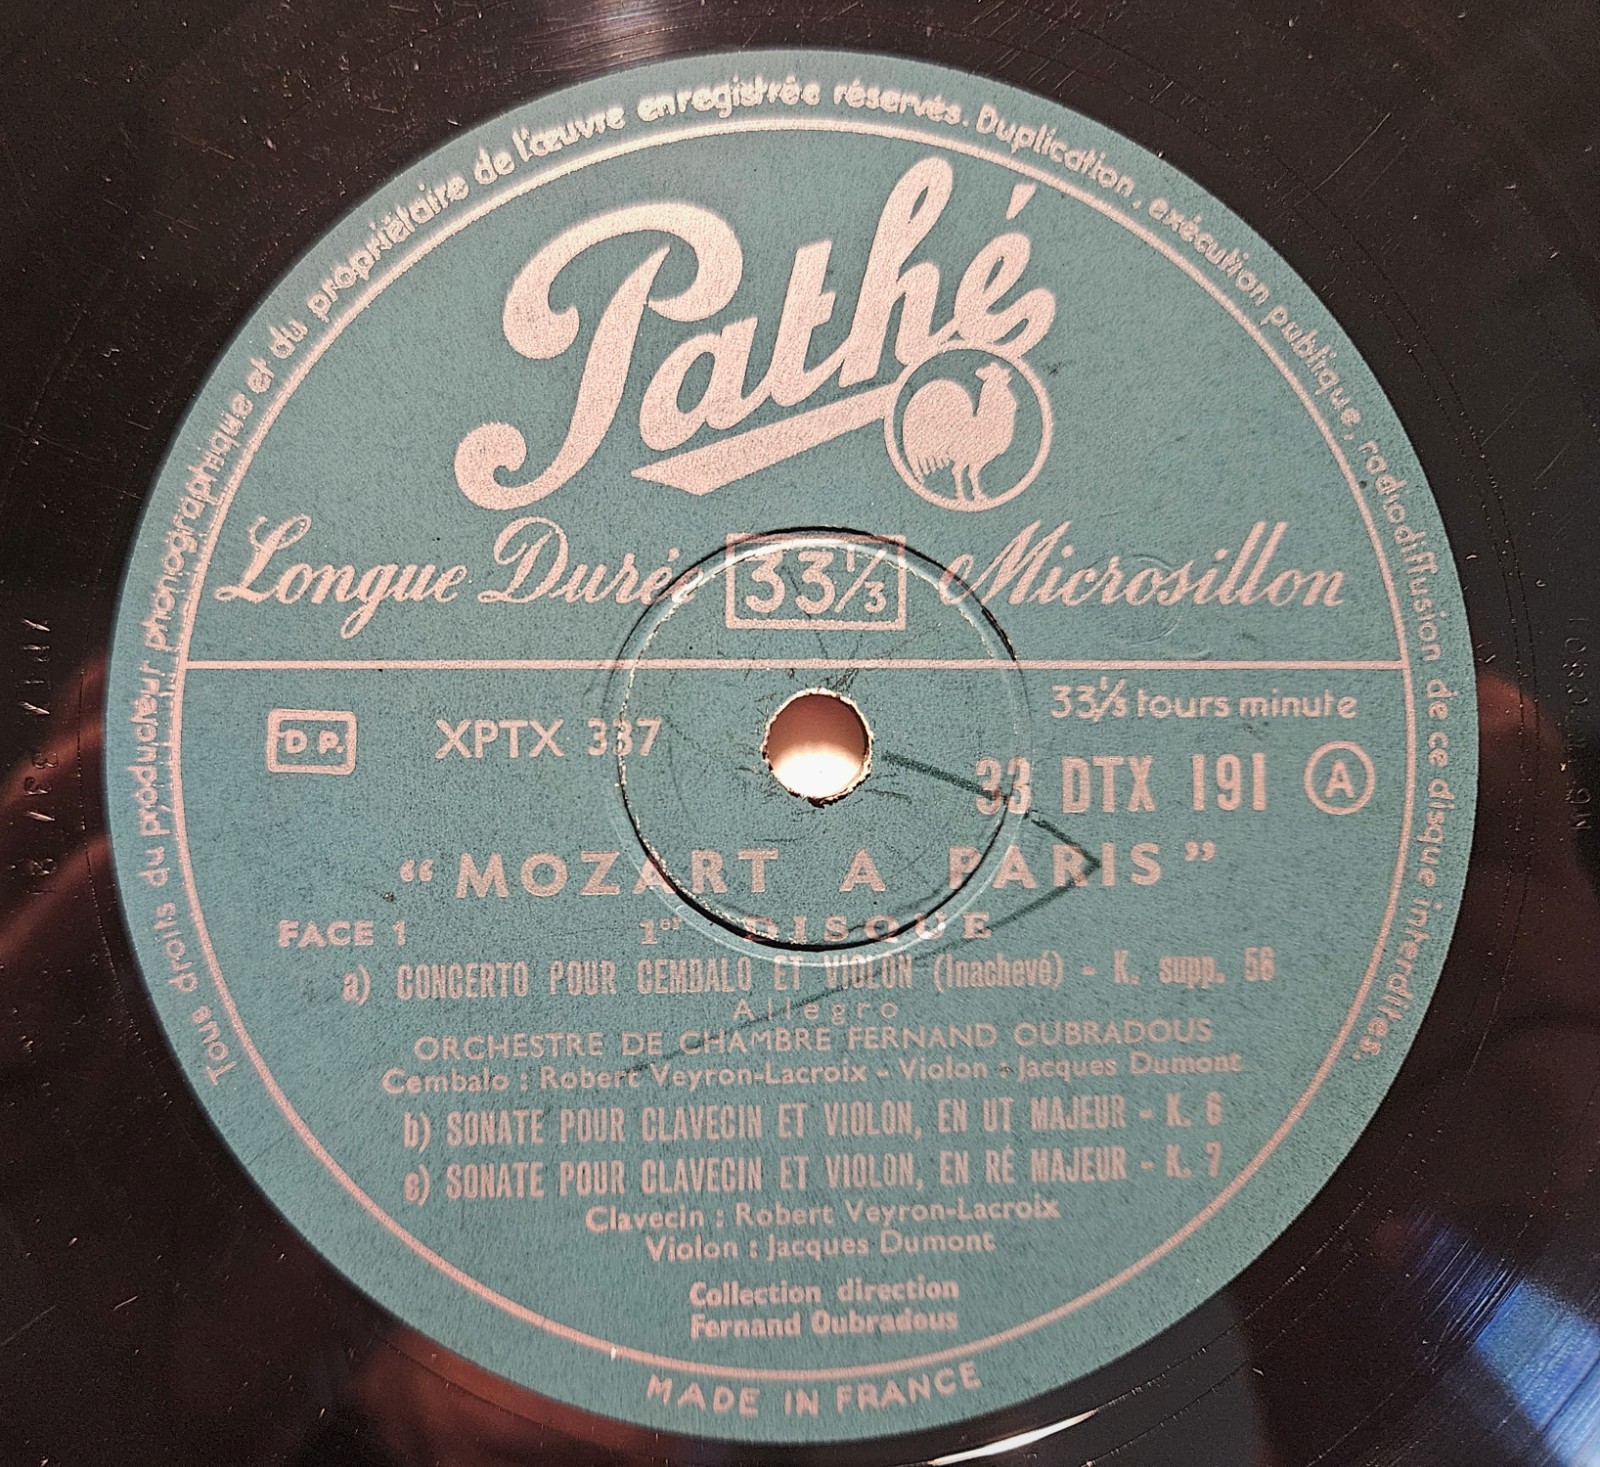 Tous droits du producteur phonographique et du propriétaire de l'œuvre enregistrée réservés. Duplication, exécution publique, radiodiffusion de ce disque interdites.
Pathé
Longue Durée 33 1/3 Microsillon
33 1/3 tours minute
D P. XPTX 337
33 DTX 191 A
“MOZART A PARIS”
FACE 1 1er DISQUE
a) CONCERTO POUR CEMBALO ET VIOLON (Inachevé) - K. supp. 56
Allegro
ORCHESTRE DE CHAMBRE FERNAND OUBRADOUS
Cembalo : Robert Veyron-Lacroix - Violon : Jacques Dumont
b) SONATE POUR CLAVECIN ET VIOLON, EN UT MAJEUR - K. 6
c) SONATE POUR CLAVECIN ET VIOLON, EN RÉ MAJEUR - K. 7
Clavecin : Robert Veyron-Lacroix
Violon : Jacques Dumont
Collection direction
Fernand Oubradous
MADE IN FRANCE